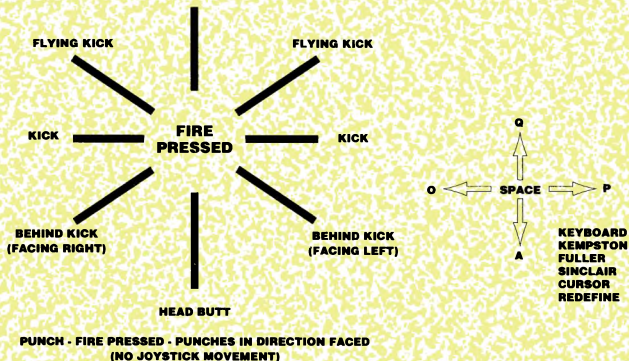 FLYING KICK
FLYING KICK
KICK
FIRE
PRESSED
KICK
BEHIND KICK
(FACING RIGHT)
BEHIND KICK
(FACING LEFT)
HEAD BUTT
PUNCH - FIRE PRESSED - PUNCHES IN DIRECTION FACED
(NO JOYSTICK MOVEMENT)
Q
O
SPACE
P
A
KEYBOARD
KEMPSTON
FULLER
SINCLAIR
CURSOR
REDEFINE